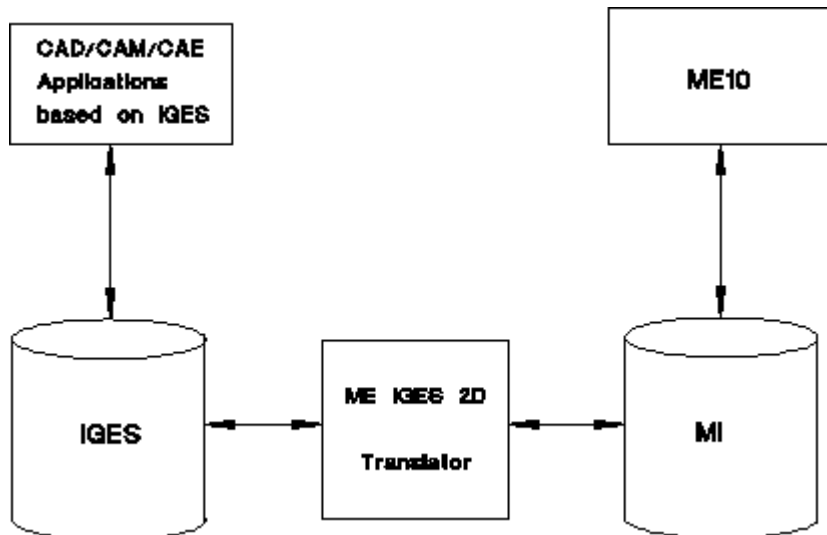 CAD/CAM/CAE
Applications
based on IGES
ME10
IGES
ME IGES 2D
Translator
MI